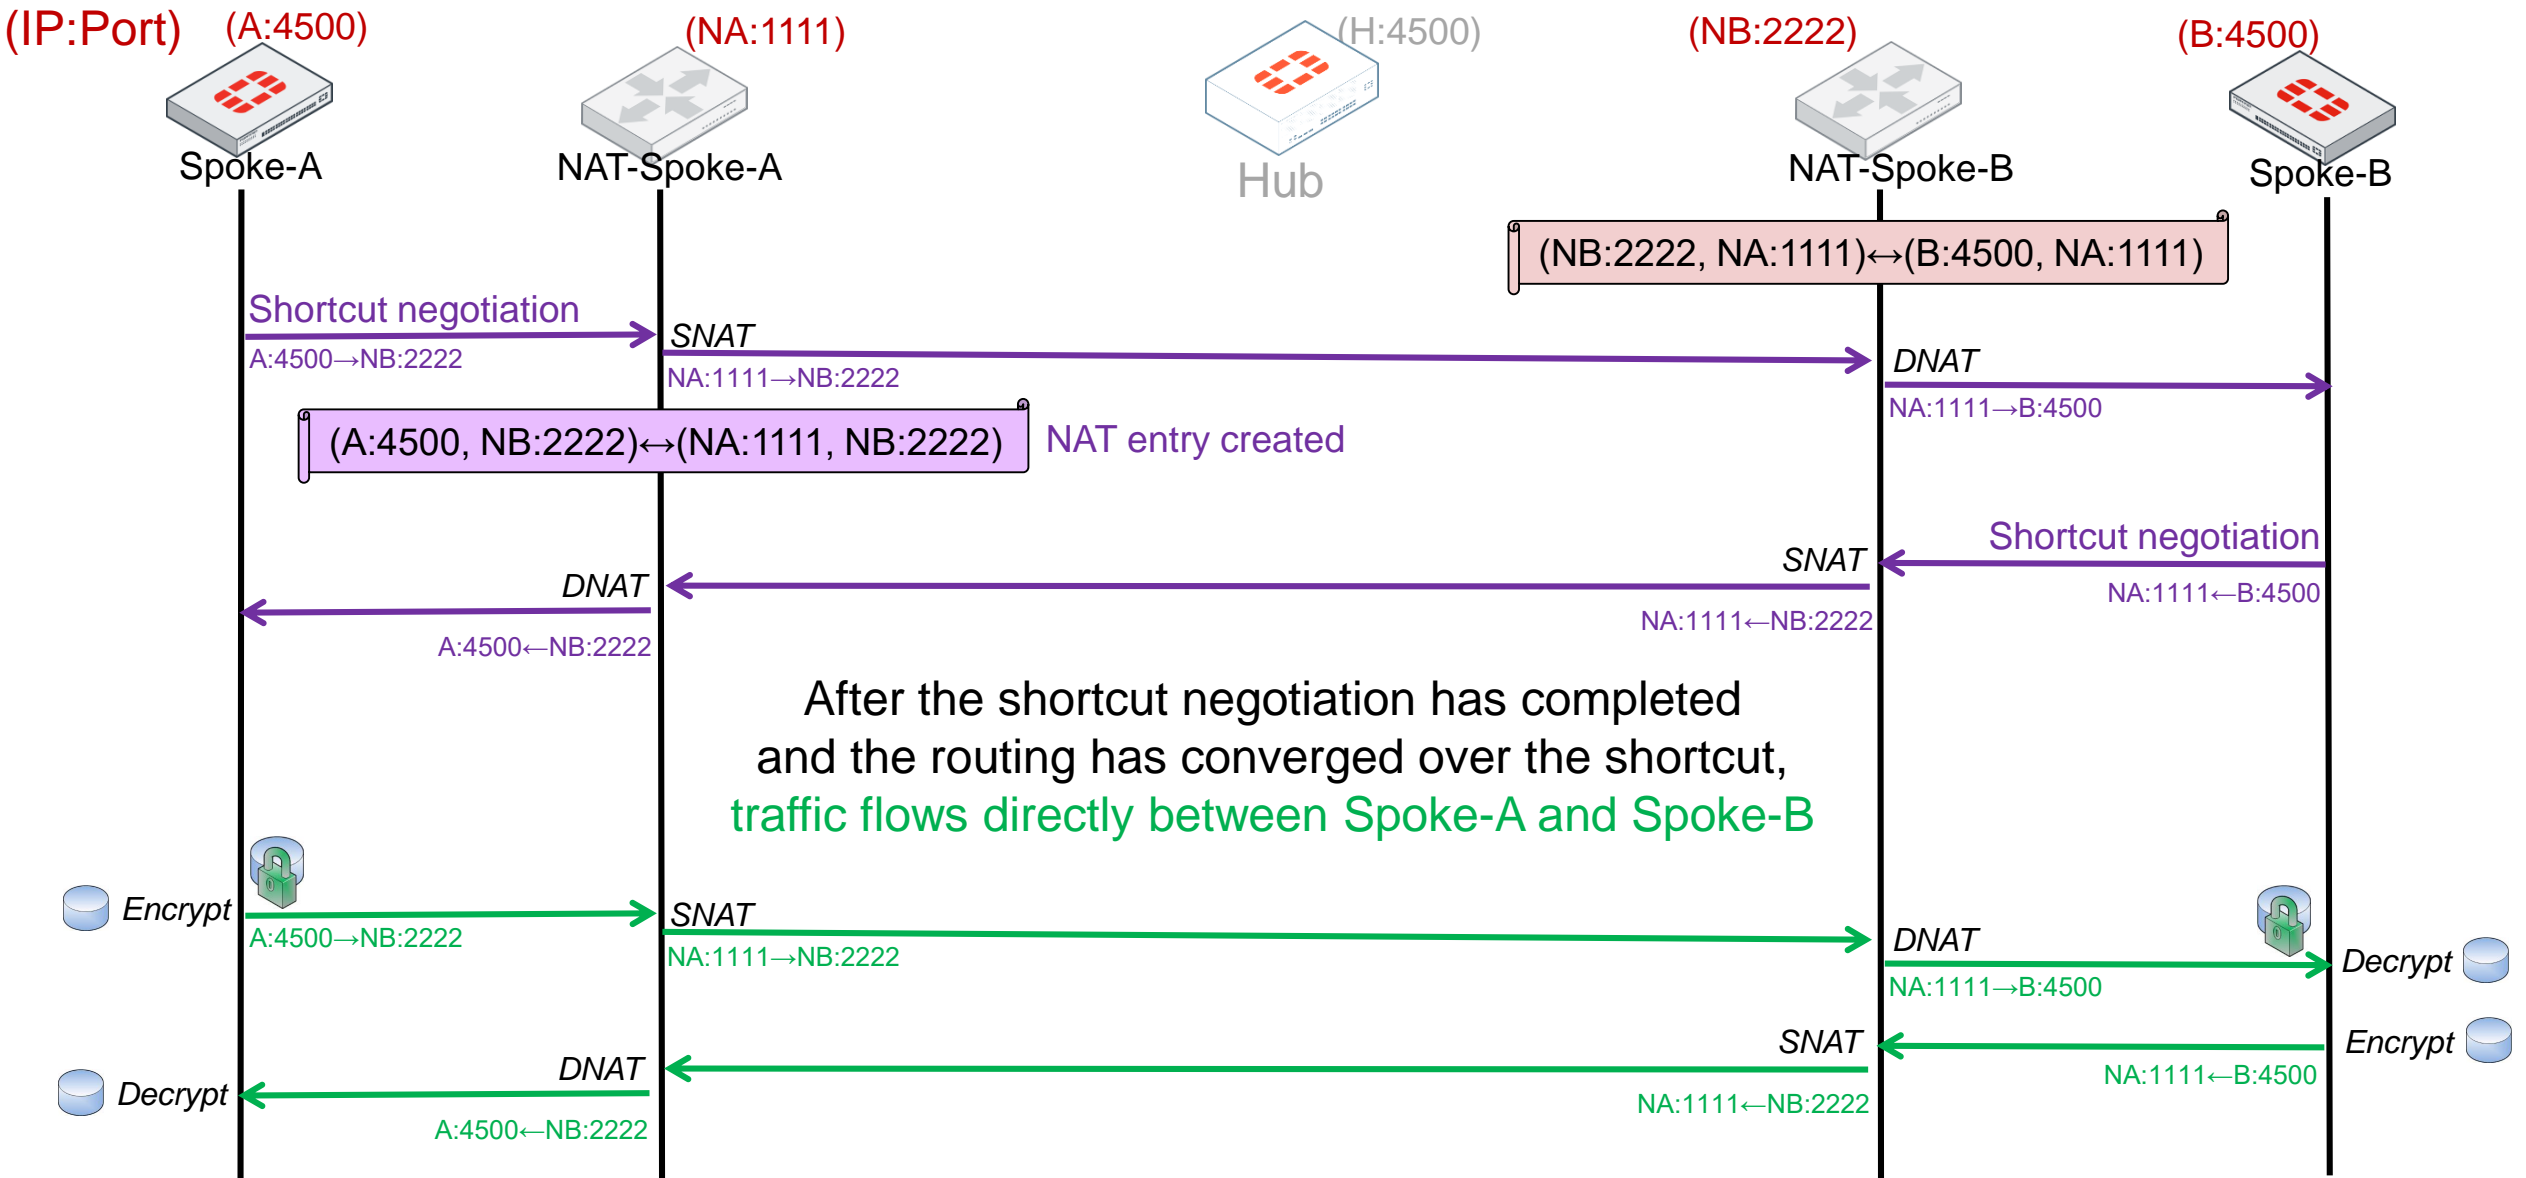 (IP:Port)
(A:4500)
(NA:1111)
(H:4500)
(NB:2222)
(B:4500)
Spoke-A
NAT-Spoke-A
Hub
NAT-Spoke-B
Spoke-B
(NB:2222, NA:1111)↔(B:4500, NA:1111)
Shortcut negotiation
A:4500→NB:2222
SNAT
NA:1111→NB:2222
DNAT
NA:1111→B:4500
(A:4500, NB:2222)↔(NA:1111, NB:2222)
NAT entry created
Shortcut negotiation
NA:1111←B:4500
SNAT
NA:1111←NB:2222
DNAT
A:4500←NB:2222
After the shortcut negotiation has completed
and the routing has converged over the shortcut,
traffic flows directly between Spoke-A and Spoke-B
Encrypt
A:4500→NB:2222
SNAT
NA:1111→NB:2222
DNAT
NA:1111→B:4500
Decrypt
Encrypt
NA:1111←B:4500
SNAT
NA:1111←NB:2222
DNAT
A:4500←NB:2222
Decrypt